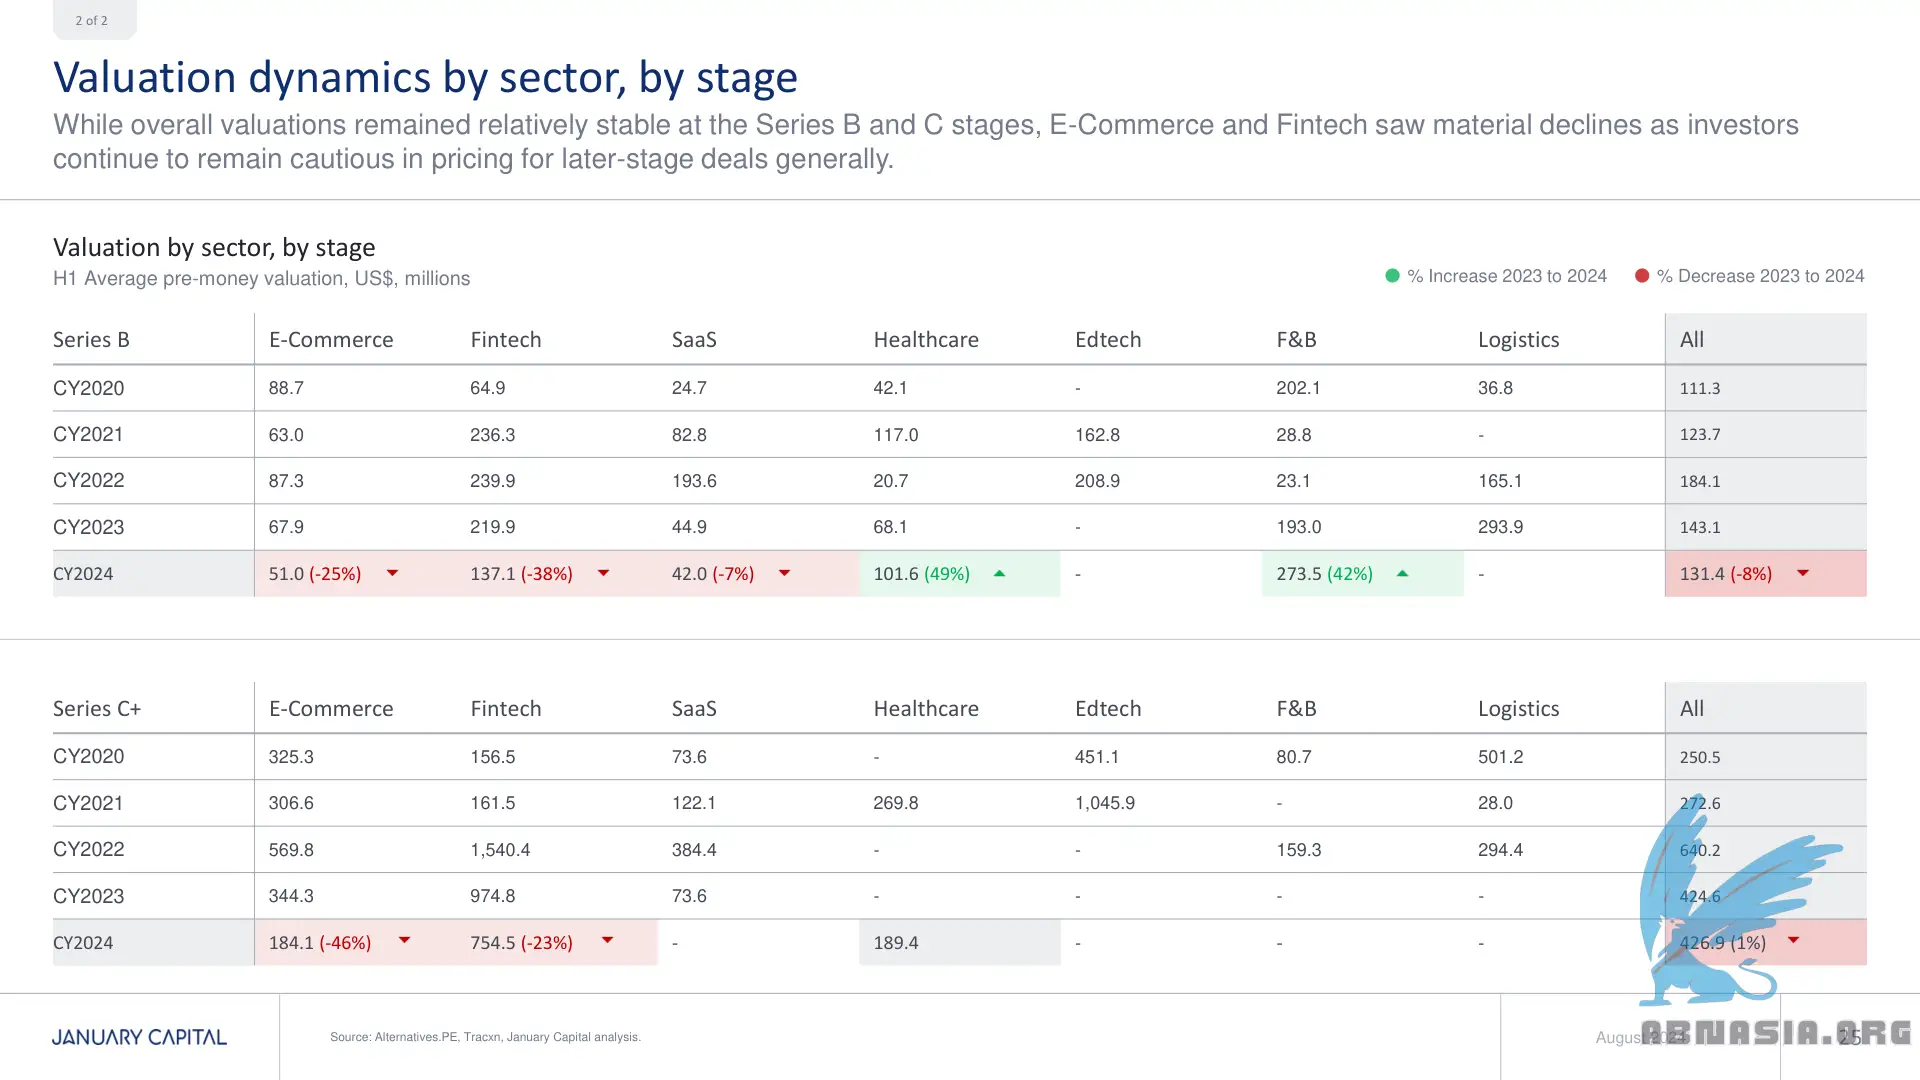 2 of 2
Valuation dynamics by sector, by stage
While overall valuations remained relatively stable at the Series B and C stages, E-Commerce and Fintech saw material declines as investors
continue to remain cautious in pricing for later-stage deals generally.
Valuation by sector, by stage
H1 Average pre-money valuation, US$, millions
% Increase 2023 to 2024 % Decrease 2023 to 2024
Series B E-Commerce Fintech SaaS Healthcare Edtech F&B Logistics All
CY2020 88.7 64.9 24.7 42.1 - 202.1 36.8 111.3
CY2021 63.0 236.3 82.8 117.0 162.8 28.8 - 123.7
CY2022 87.3 239.9 193.6 20.7 208.9 23.1 165.1 184.1
CY2023 67.9 219.9 44.9 68.1 - 193.0 293.9 143.1
CY2024 51.0 (-25%) 137.1 (-38%) 42.0 (-7%) 101.6 (49%) - 273.5 (42%) - 131.4 (-8%)
Series C+ E-Commerce Fintech SaaS Healthcare Edtech F&B Logistics All
CY2020 325.3 156.5 73.6 - 451.1 80.7 501.2 250.5
CY2021 306.6 161.5 122.1 269.8 1,045.9 - 28.0 272.6
CY2022 569.8 1,540.4 384.4 - - 159.3 294.4 640.2
CY2023 344.3 974.8 73.6 - - - - 424.6
CY2024 184.1 (-46%) 754.5 (-23%) - 189.4 - - - 426.9 (1%)
JANUARY CAPITAL
Source: Alternatives.PE, Tracxn, January Capital analysis.
August 2024
25
ABNASIA.ORG